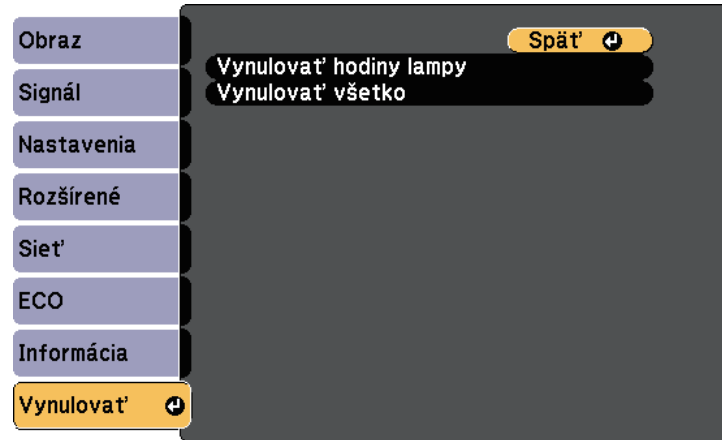 Obraz
Signál
Nastavenia
Rozšírené
Sieť
ECO
Informácia
Vynulovať
Späť
Vynulovať hodiny lampy
Vynulovať všetko